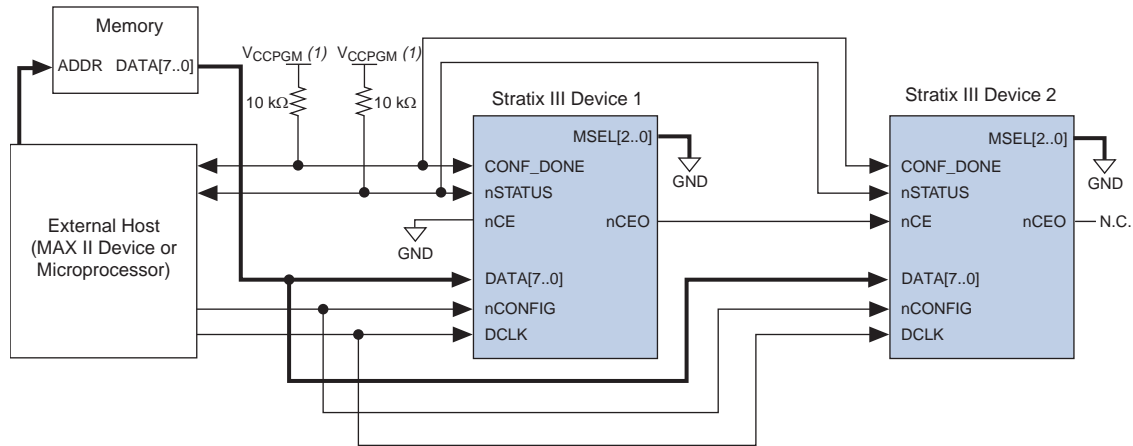 Memory
ADDR DATA[7..0]
VCCPGM (1) VCCPGM (1)
10 kΩ 10 kΩ
Stratix III Device 1
Stratix III Device 2
MSEL[2..0]
GND
CONF_DONE
nSTATUS
nCE
nCEO
GND
DATA[7..0]
nCONFIG
DCLK
MSEL[2..0]
GND
CONF_DONE
nSTATUS
nCE
nCEO
N.C.
DATA[7..0]
nCONFIG
DCLK
External Host
(MAX II Device or
Microprocessor)